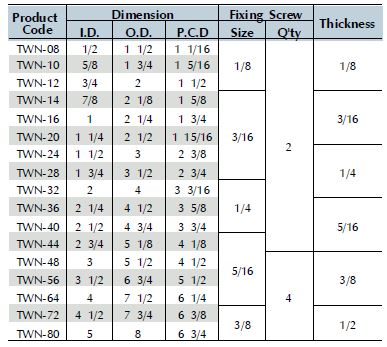 Product Code Dimension Fixing Screw Thickness
I.D. O.D. P.C.D Size Q'ty
TWN-08 1/2 1 1/2 1 1/16
TWN-10 5/8 1 3/4 1 5/16 1/8 1/8
TWN-12 3/4 2 1 1/2
TWN-14 7/8 2 1/8 1 5/8
TWN-16 1 2 1/4 1 3/4 3/16
TWN-20 1 1/4 2 1/2 1 15/16 3/16
TWN-24 1 1/2 3 2 3/8 2
TWN-28 1 3/4 3 1/2 2 3/4 1/4
TWN-32 2 4 3 3/16
TWN-36 2 1/4 4 1/2 3 5/8 1/4
TWN-40 2 1/2 4 3/4 3 3/4 5/16
TWN-44 2 3/4 5 1/8 4 1/8
TWN-48 3 5 1/2 4 1/2 5/16
TWN-56 3 1/2 6 3/4 5 1/2 3/8
TWN-64 4 7 1/2 6 1/4 4
TWN-72 4 1/2 7 3/4 6 3/8 3/8 1/2
TWN-80 5 8 6 3/4